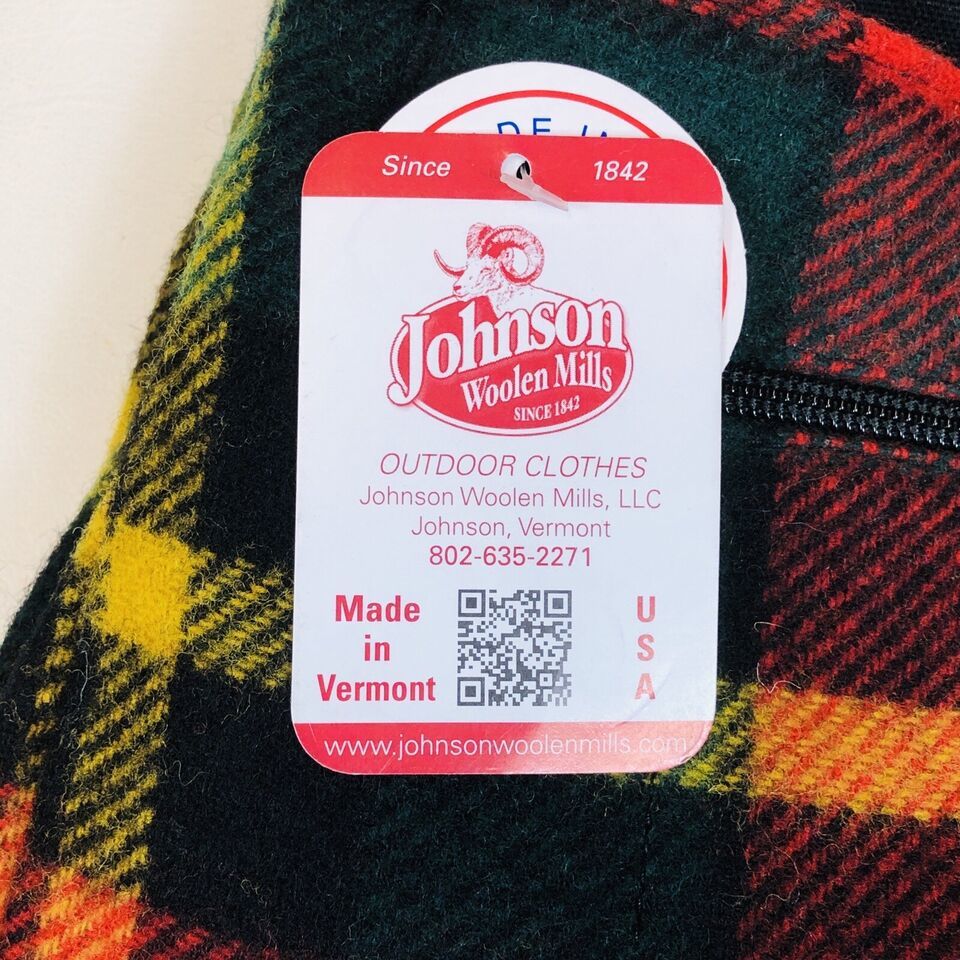 DE
Since 1842
Johnson
Woolen Mills
SINCE 1842
OUTDOOR CLOTHES
Johnson Woolen Mills, LLC
Johnson, Vermont
802-635-2271
Made
in
Vermont
U
S
A
www.johnsonwoolenmills.com